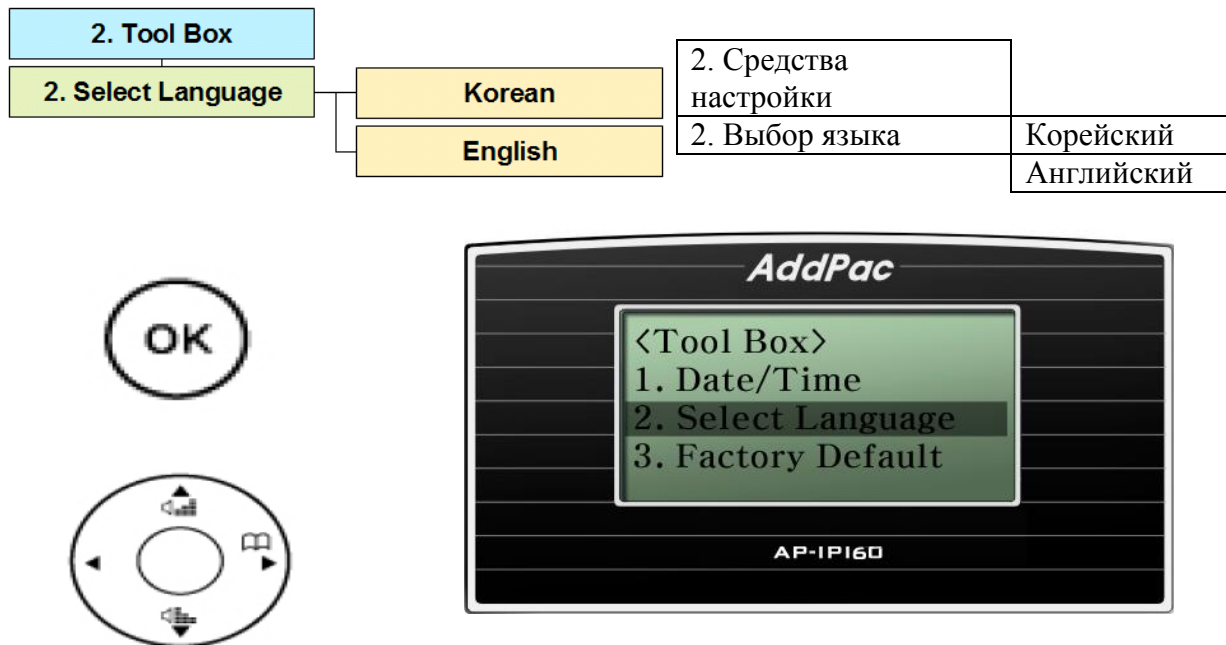 2. Tool Box
2. Select Language
Korean
English
2. Средства
настройки
2. Выбор языка
Корейский
Английский
OK
AddPac
<Tool Box>
1. Date/Time
2. Select Language
3. Factory Default
AP-IP160